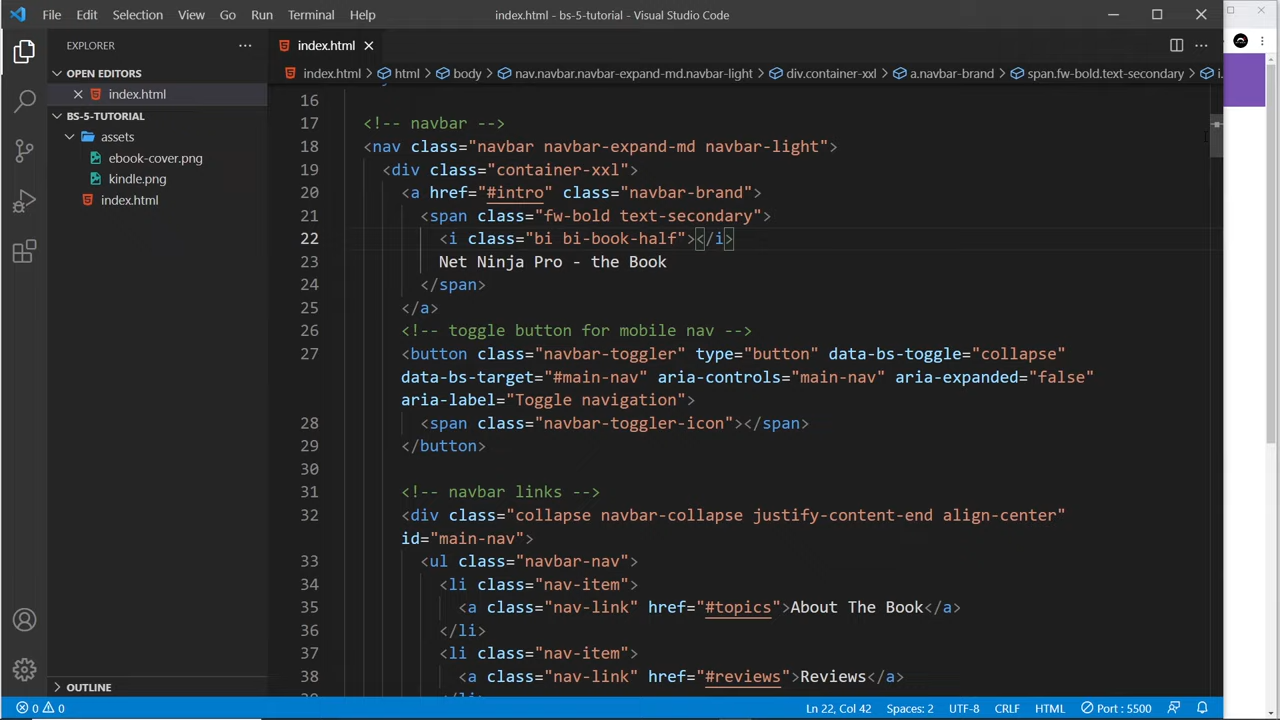 File Edit Selection View Go Run Terminal Help index.html - bs-5-tutorial - Visual Studio Code
EXPLORER
OPEN EDITORS
index.html
BS-5-TUTORIAL
assets
ebook-cover.png
kindle.png
index.html
OUTLINE
index.html
index.html html body nav.navbar.navbar-expand-md.navbar-light div.container-xxl a.navbar-brand span.fw-bold.text-secondary i.
16
17 <!-- navbar -->
18 <nav class="navbar navbar-expand-md navbar-light">
19 <div class="container-xxl">
20 <a href="#intro" class="navbar-brand">
21 <span class="fw-bold text-secondary">
22 <i class="bi bi-book-half"></i>
23 Net Ninja Pro - the Book
24 </span>
25 </a>
26 <!-- toggle button for mobile nav -->
27 <button class="navbar-toggler" type="button" data-bs-toggle="collapse"
data-bs-target="#main-nav" aria-controls="main-nav" aria-expanded="false"
aria-label="Toggle navigation">
28 <span class="navbar-toggler-icon"></span>
29 </button>
30
31 <!-- navbar links -->
32 <div class="collapse navbar-collapse justify-content-end align-center"
id="main-nav">
33 <ul class="navbar-nav">
34 <li class="nav-item">
35 <a class="nav-link" href="#topics">About The Book</a>
36 </li>
37 <li class="nav-item">
38 <a class="nav-link" href="#reviews">Reviews</a>
0 0 Ln 22, Col 42 Spaces: 2 UTF-8 CRLF HTML Port : 5500